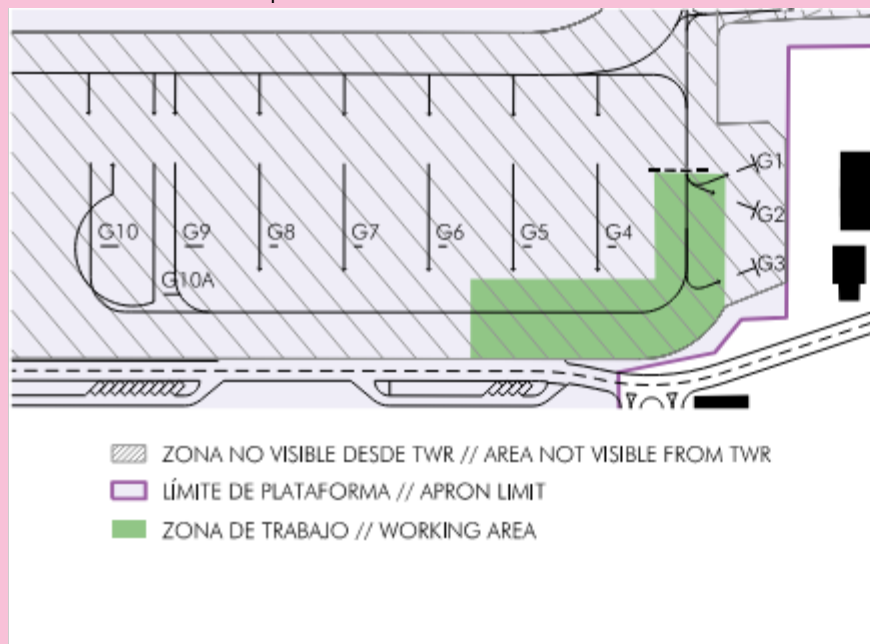 G1
G2
G10
G9
G8
G7
G6
G5
G4
G3
G10A
ZONA NO VISIBLE DESDE TWR // AREA NOT VISIBLE FROM TWR
LÍMITE DE PLATAFORMA // APRON LIMIT
ZONA DE TRABAJO // WORKING AREA